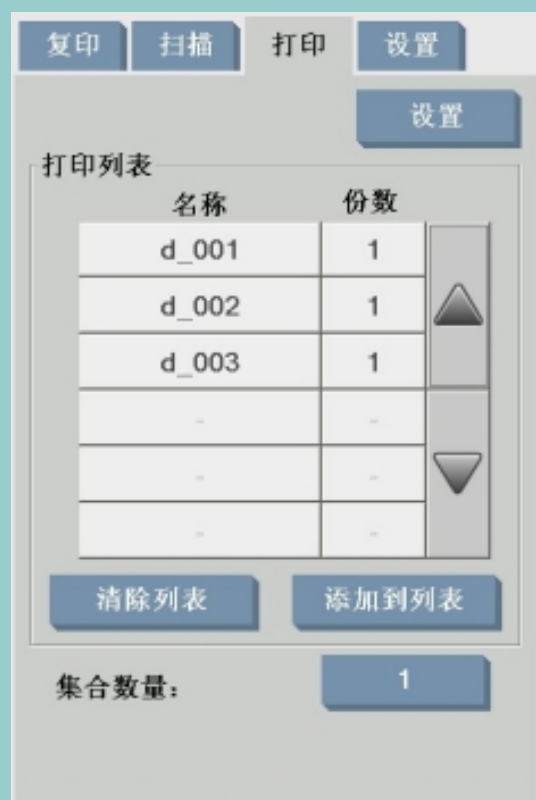 复印 扫描 打印 设置
设置
打印列表
名称 份数
d_001 1
d_002 1
d_003 1
- -
- -
- -
清除列表 添加到列表
集合数量： 1